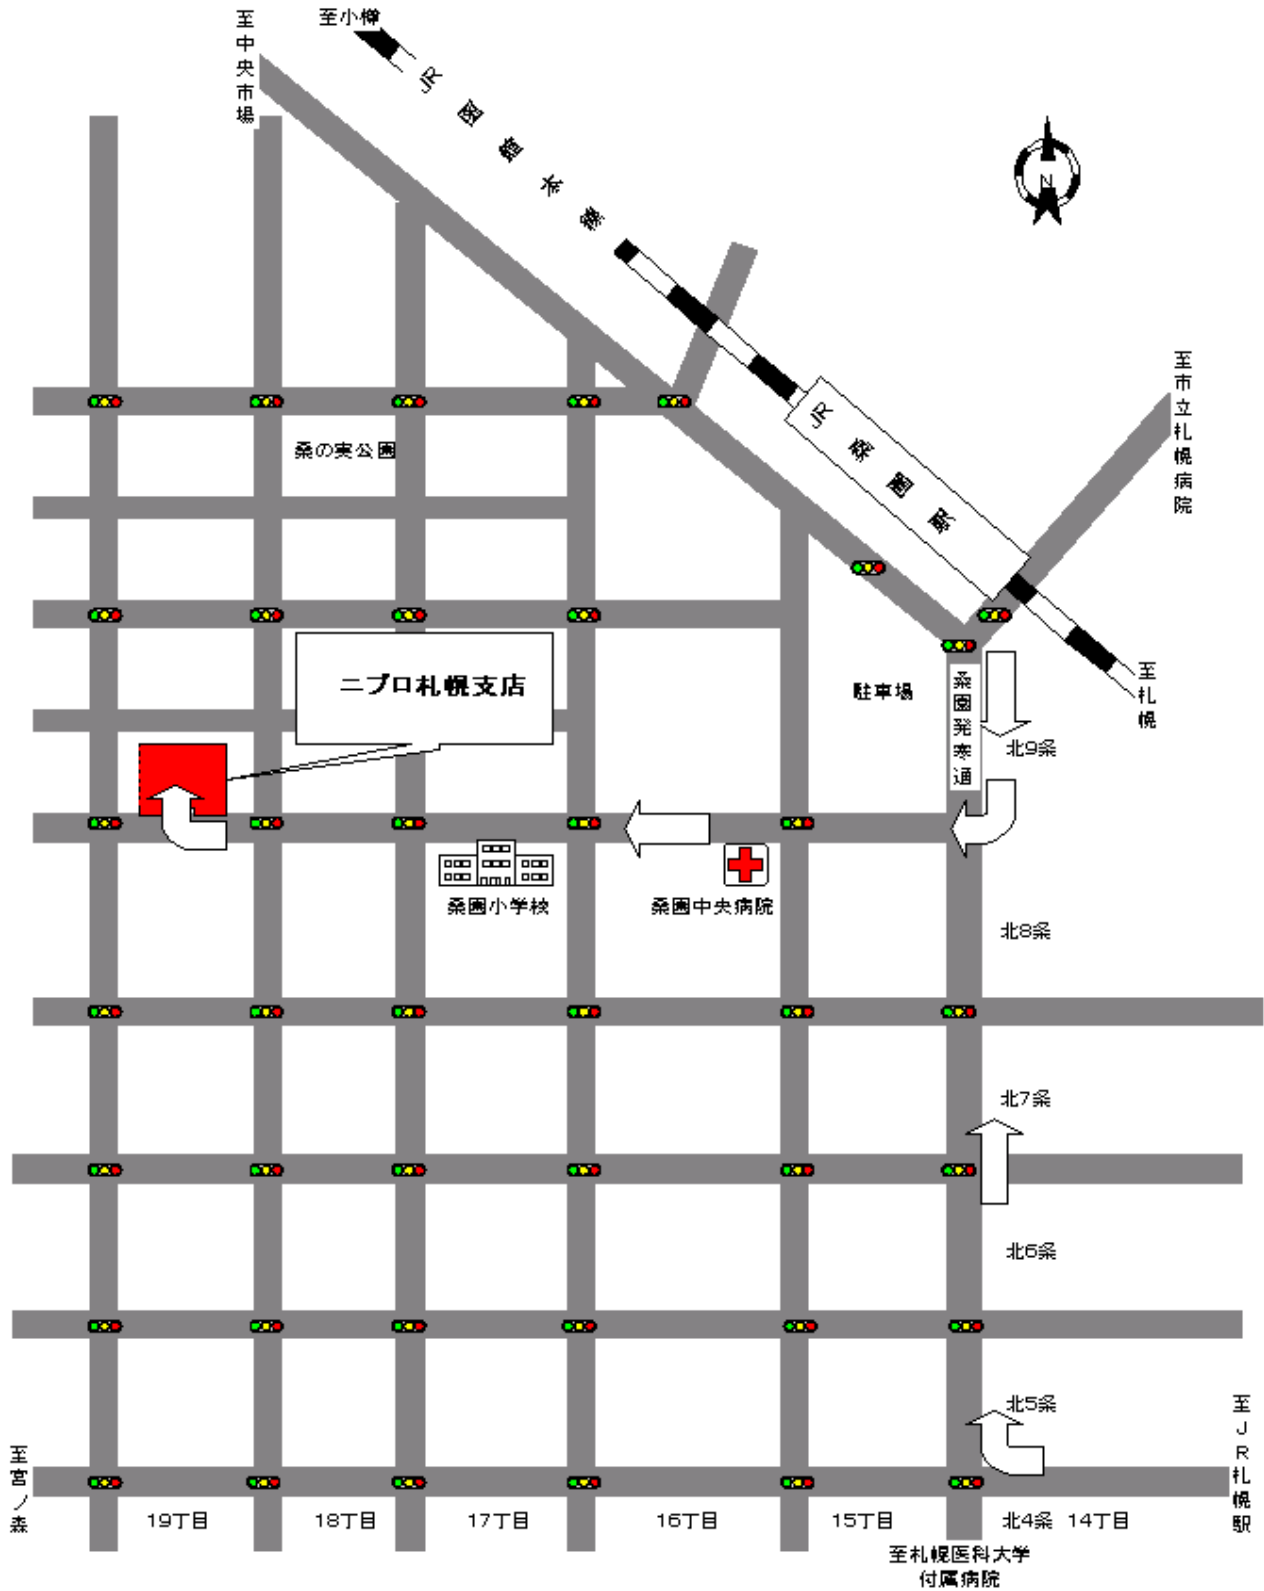 至中央市場
至小樽
JR函館本線
N
至市立札幌病院
桑の実公園
JR桑園駅
ニプロ札幌支店
駐車場
桑園発寒通
至札幌
北9条
桑園小学校
桑園中央病院
北8条
北7条
北6条
北5条
至JR札幌駅
至宮ノ森
19丁目
18丁目
17丁目
16丁目
15丁目
北4条 14丁目
至札幌医科大学
付属病院